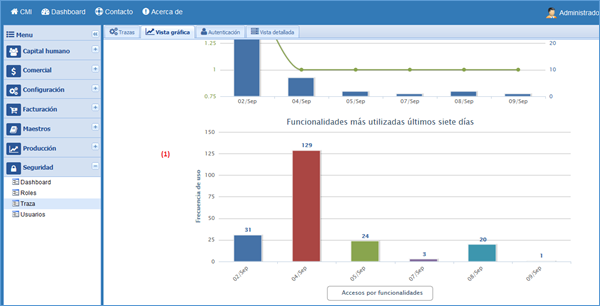 CMI Dashboard Contacto Acerca de Administrado
Menu
Capital humano
Comercial
Configuración
Facturación
Maestros
Producción
Seguridad
Dashboard
Roles
Traza
Usuarios
Trazas Vista gráfica Autenticación Vista detallada
1.25 20
1 10
0.75 0
02/Sep 04/Sep 05/Sep 07/Sep 08/Sep 09/Sep
Funcionalidades más utilizadas últimos siete días
(1)
Frecuencia de uso
150
125
100
75
50
25
0
31 129 24 3 20 1
02/Sep 04/Sep 05/Sep 07/Sep 08/Sep 09/Sep
Accesos por funcionalidades